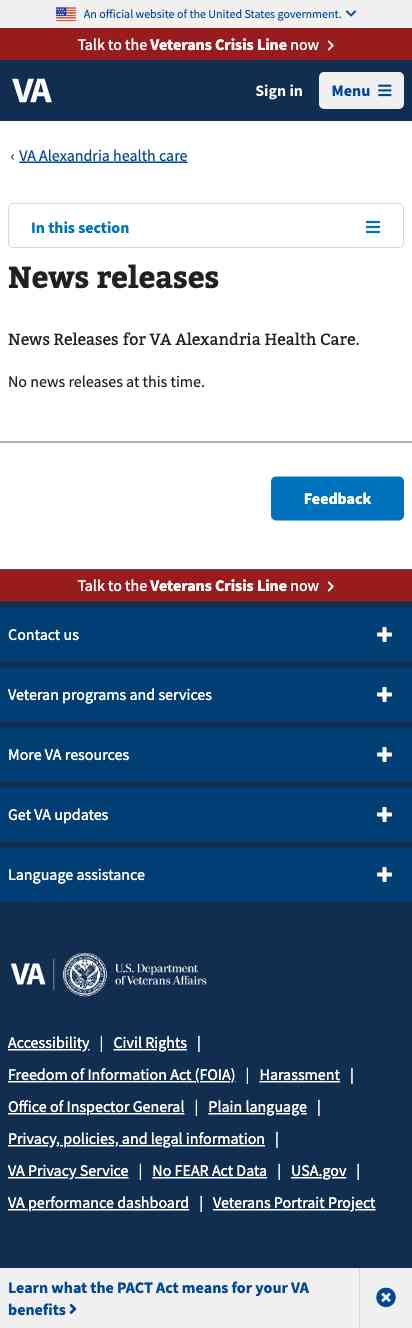 An official website of the United States government.
Talk to the Veterans Crisis Line now
VA
Sign in
Menu
‹ VA Alexandria health care
In this section
News releases
News Releases for VA Alexandria Health Care.
No news releases at this time.
Feedback
Talk to the Veterans Crisis Line now
Contact us
Veteran programs and services
More VA resources
Get VA updates
Language assistance
VA | U.S. Department
of Veterans Affairs
Accessibility | Civil Rights |
Freedom of Information Act (FOIA) | Harassment |
Office of Inspector General | Plain language |
Privacy, policies, and legal information |
VA Privacy Service | No FEAR Act Data | USA.gov |
VA performance dashboard | Veterans Portrait Project
Learn what the PACT Act means for your VA
benefits